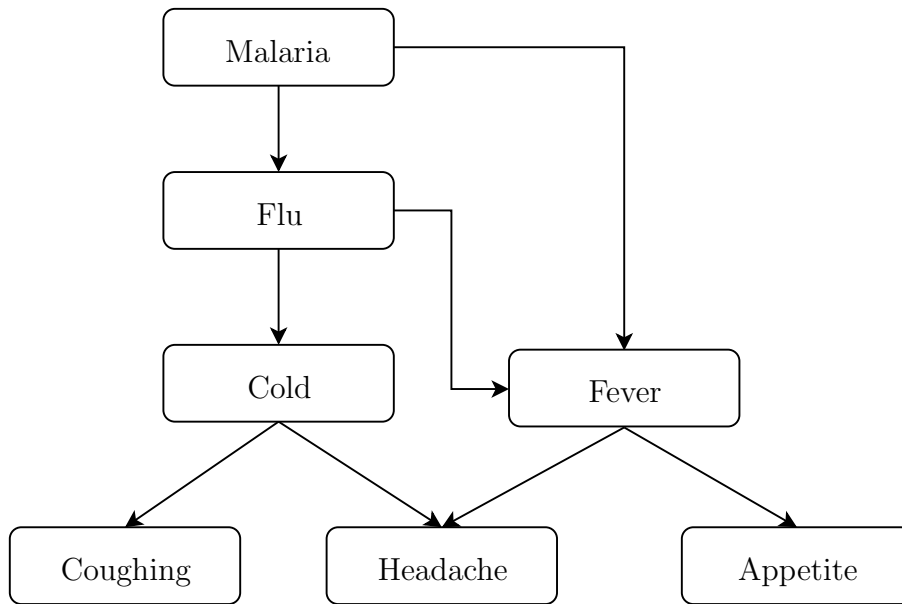 Malaria
Flu
Cold
Fever
Coughing
Headache
Appetite